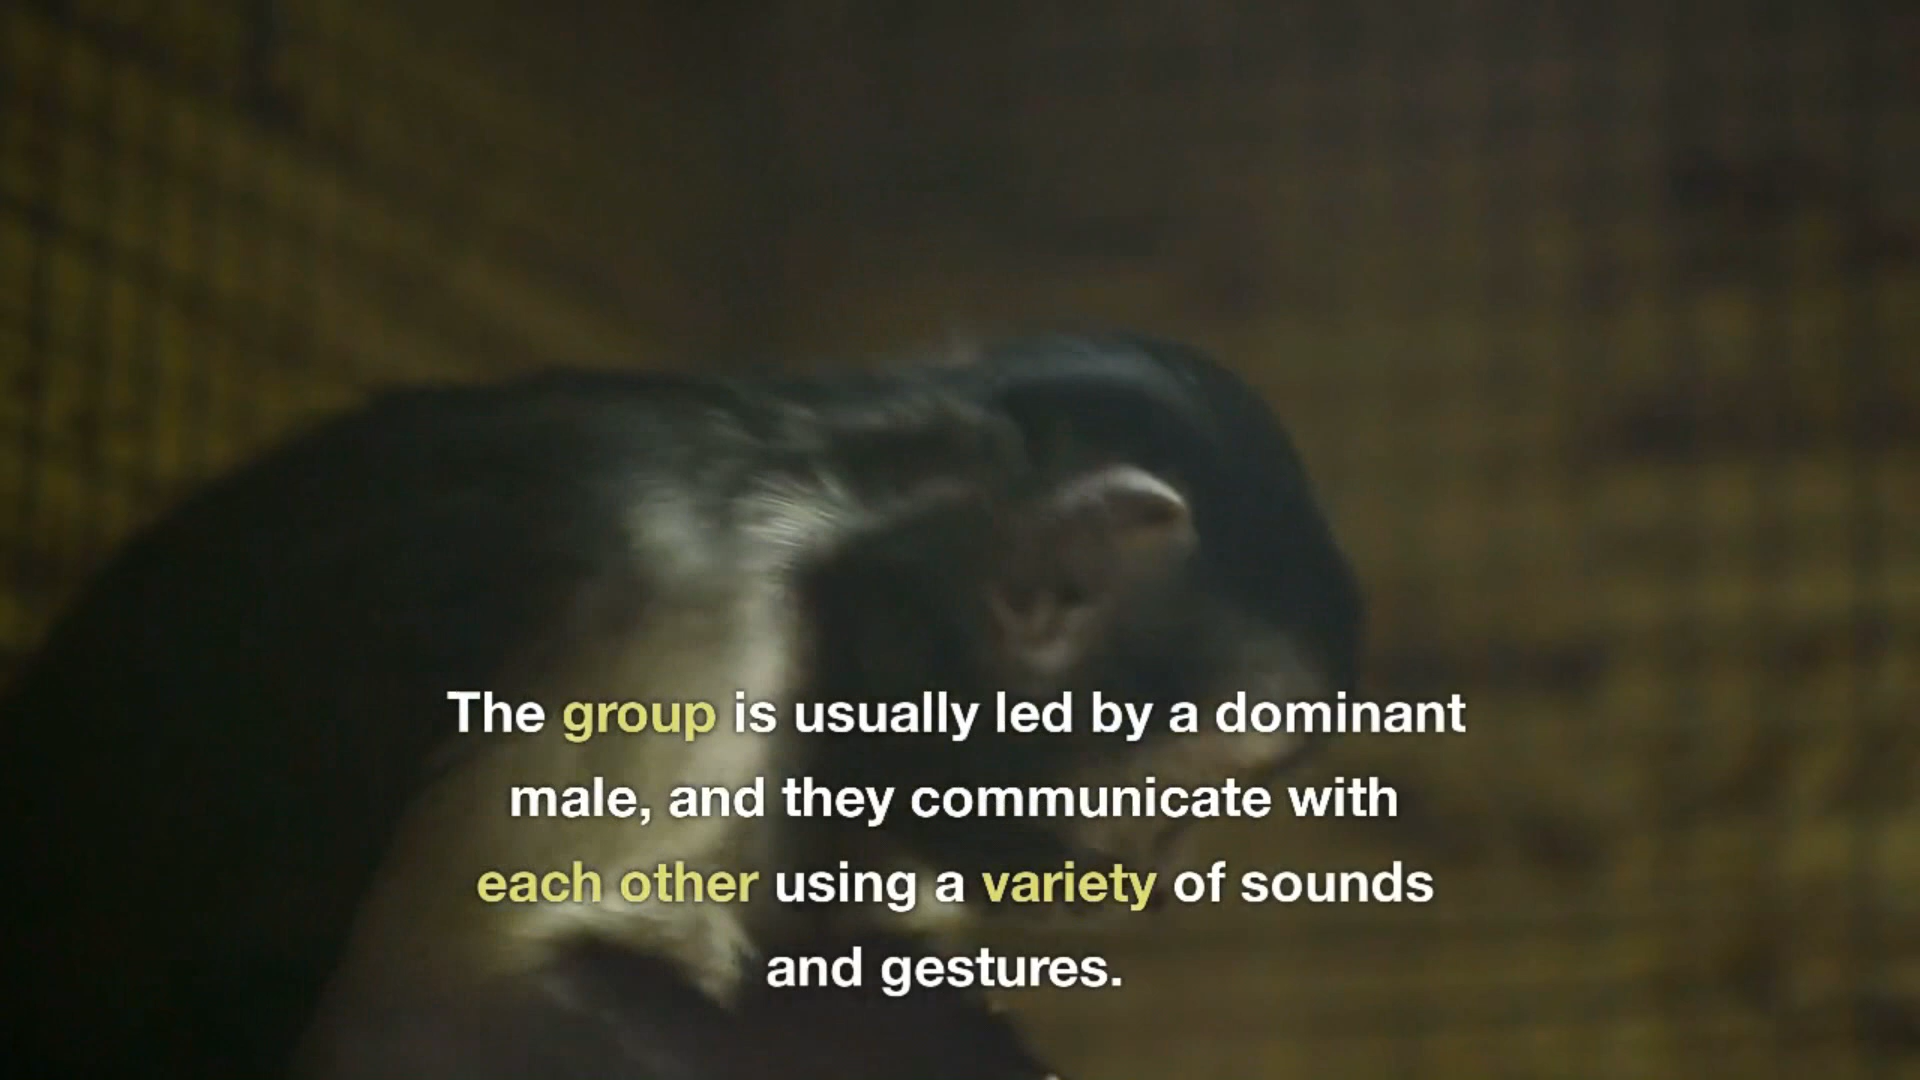 The group is usually led by a dominant
male, and they communicate with
each other using a variety of sounds
and gestures.